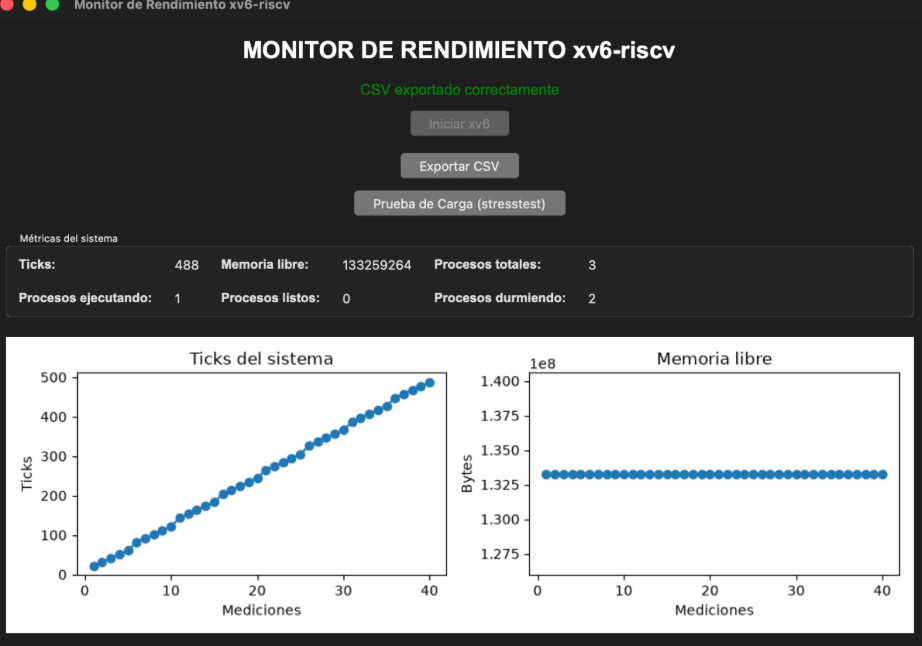 Monitor de Rendimiento xv6-riscv
MONITOR DE RENDIMIENTO xv6-riscv
CSV exportado correctamente
Iniciar xv6
Exportar CSV
Prueba de Carga (stresstest)
Métricas del sistema
Ticks: 488 Memoria libre: 133259264 Procesos totales: 3
Procesos ejecutando: 1 Procesos listos: 0 Procesos durmiendo: 2
Ticks del sistema
500
400
300
200
100
0
Ticks
0 10 20 30 40
Mediciones
Memoria libre
1e8
1.400
1.375
1.350
1.325
1.300
1.275
Bytes
0 10 20 30 40
Mediciones